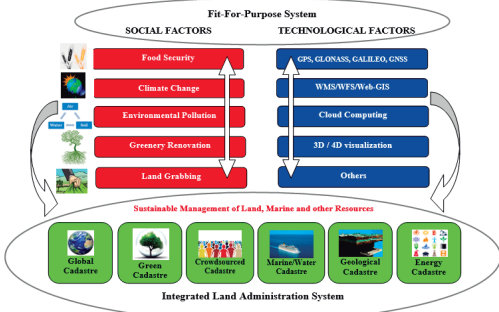 Fit-For-Purpose System
SOCIAL FACTORS
TECHNOLOGICAL FACTORS
Food Security
GPS, GLONASS, GALILEO, GNSS
Climate Change
WMS/WFS/Web-GIS
Air
Water
Soil
Environmental Pollution
Cloud Computing
Greenery Renovation
3D / 4D visualization
Land Grabbing
Others
Sustainable Management of Land, Marine and other Resources
Global
Cadastre
Green
Cadastre
Crowdsourced
Cadastre
Marine/Water
Cadastre
Geological
Cadastre
Energy
Cadastre
Integrated Land Administration System